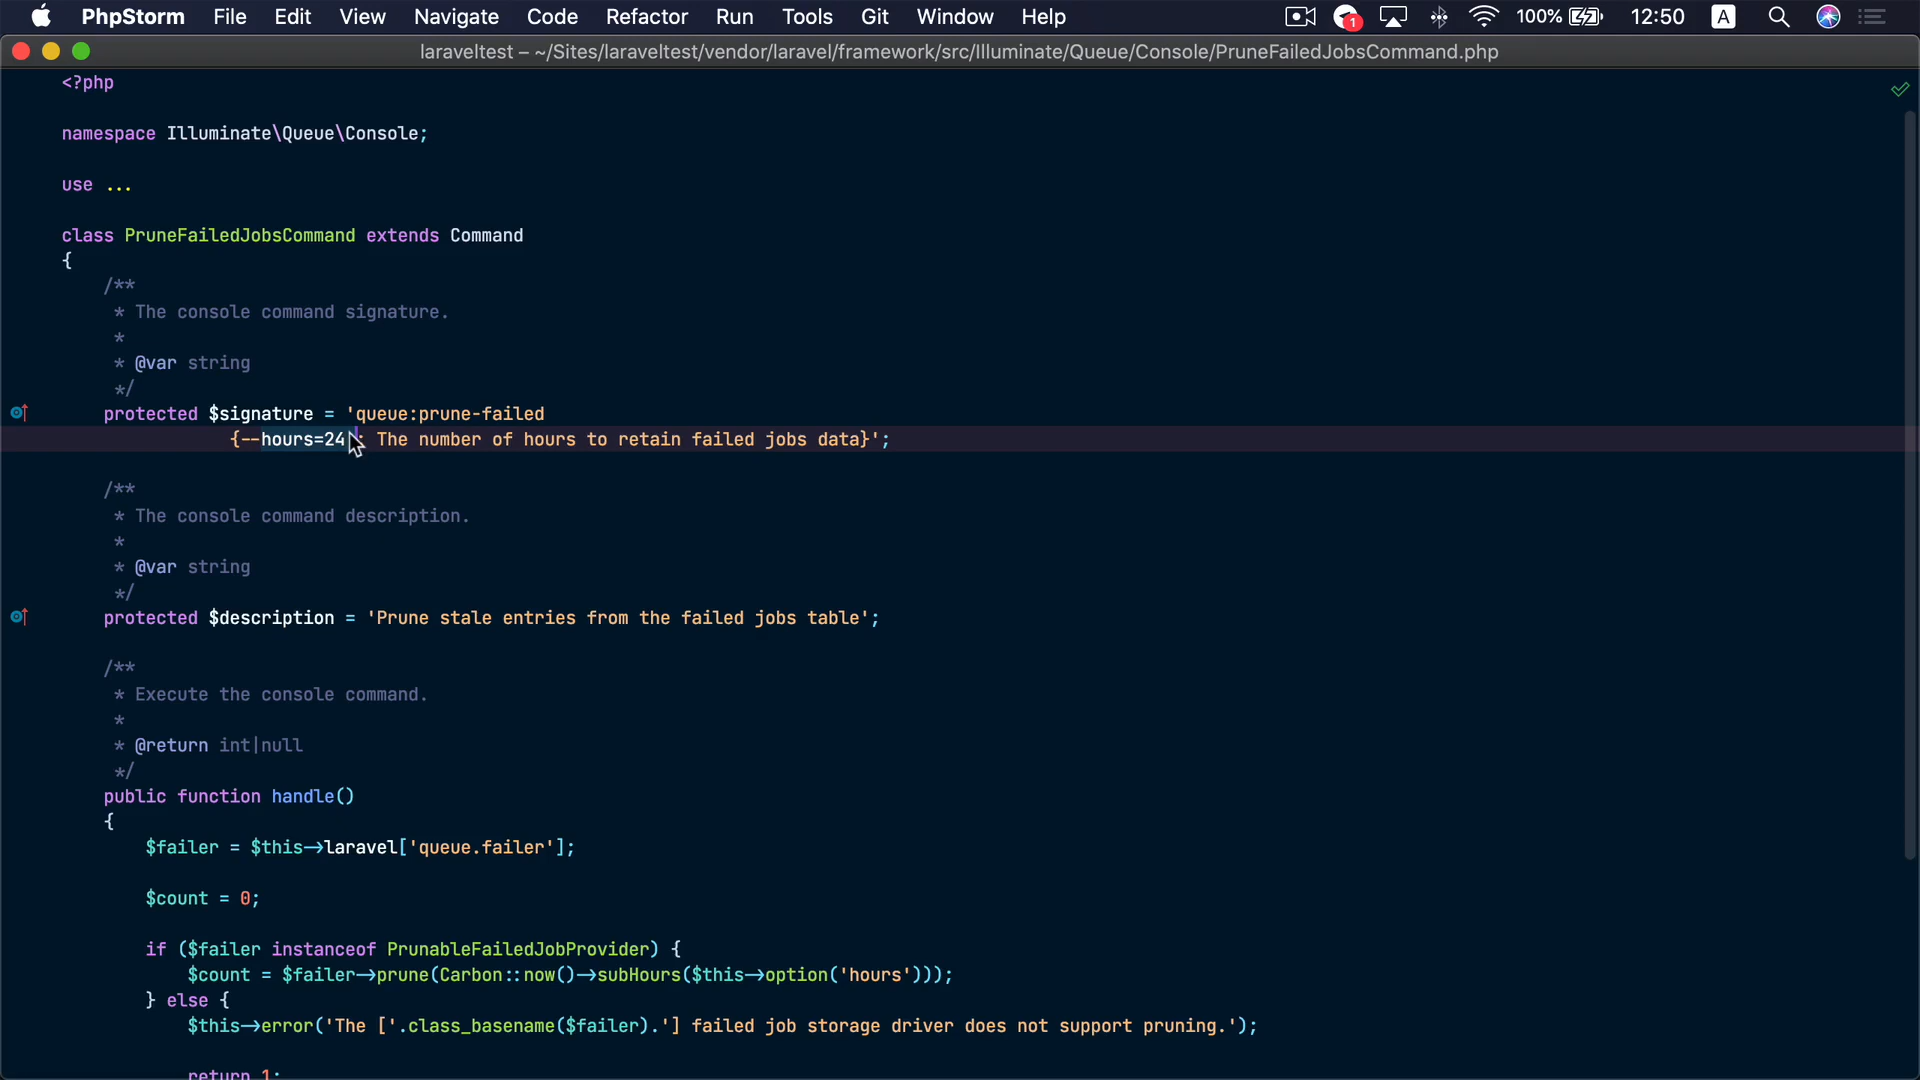 PhpStorm File Edit View Navigate Code Refactor Run Tools Git Window Help 1 100% 12:50 A
laraveltest – ~/Sites/laraveltest/vendor/laravel/framework/src/Illuminate/Queue/Console/PruneFailedJobsCommand.php
<?php
namespace Illuminate\Queue\Console;
use ...
class PruneFailedJobsCommand extends Command
{
/**
* The console command signature.
*
* @var string
*/
protected $signature = 'queue:prune-failed
{--hours=24 : The number of hours to retain failed jobs data}';
/**
* The console command description.
*
* @var string
*/
protected $description = 'Prune stale entries from the failed jobs table';
/**
* Execute the console command.
*
* @return int|null
*/
public function handle()
{
$failer = $this→laravel['queue.failer'];
$count = 0;
if ($failer instanceof PrunableFailedJobProvider) {
$count = $failer→prune(Carbon::now()→subHours($this→option('hours')));
} else {
$this→error('The ['.class_basename($failer).'] failed job storage driver does not support pruning.');
return 1;